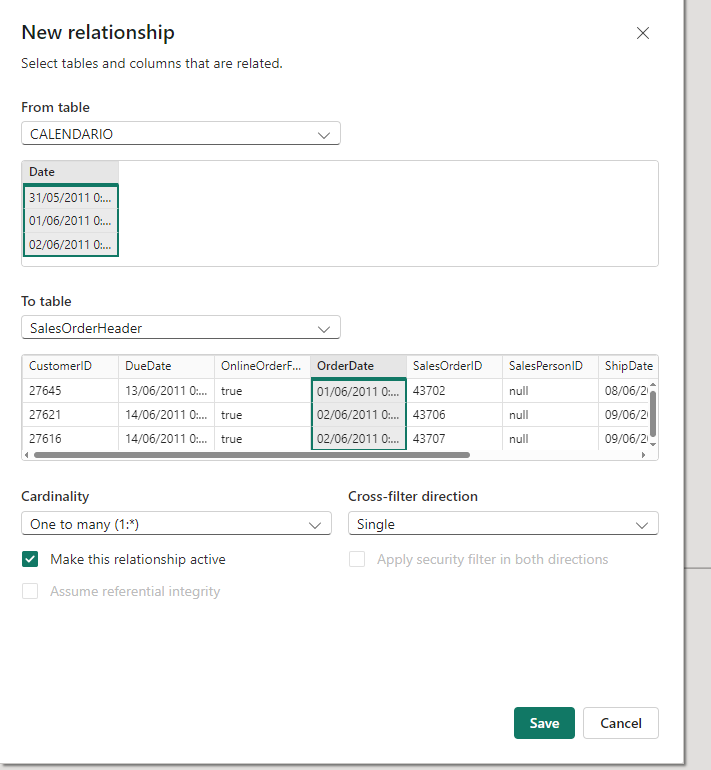 New relationship
Select tables and columns that are related.
From table
CALENDARIO
Date
31/05/2011 0:...
01/06/2011 0:...
02/06/2011 0:...
To table
SalesOrderHeader
CustomerID DueDate OnlineOrderF... OrderDate SalesOrderID SalesPersonID ShipDate
27645 13/06/2011 0:... true 01/06/2011 0:... 43702 null 08/06/2
27621 14/06/2011 0:... true 02/06/2011 0:... 43706 null 09/06/2
27616 14/06/2011 0:... true 02/06/2011 0:... 43707 null 09/06/2
Cardinality Cross-filter direction
One to many (1:*) Single
Make this relationship active Apply security filter in both directions
Assume referential integrity
Save Cancel